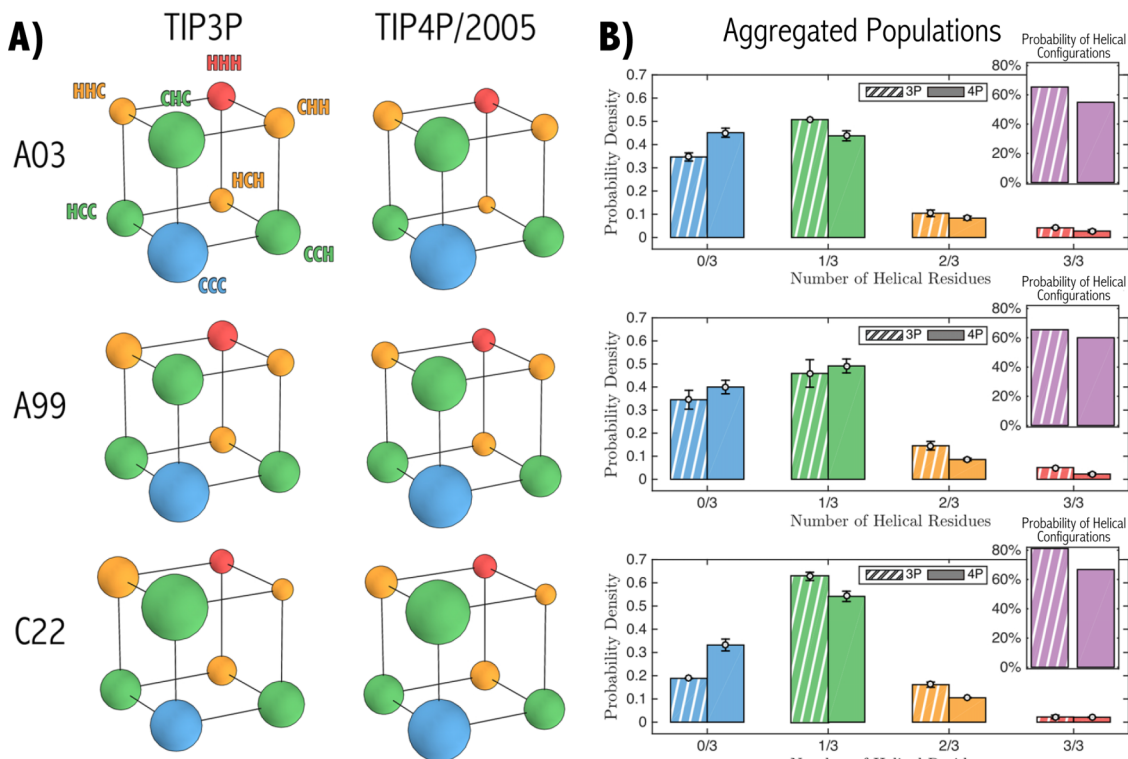 A)
TIP3P
TIP4P/2005
HHH
HHC
CHC
CHH
A03
HCH
HCC
CCH
CCC
A99
C22
B)
Aggregated Populations
Probability of Helical
Configurations
80%
60%
40%
20%
0%
3P
4P
0.7
0.6
0.5
0.4
0.3
0.2
0.1
0
Probability Density
0/3
1/3
2/3
3/3
Number of Helical Residues
Probability of Helical
Configurations
80%
60%
40%
20%
0%
3P
4P
0.7
0.6
0.5
0.4
0.3
0.2
0.1
0
Probability Density
0/3
1/3
2/3
3/3
Number of Helical Residues
Probability of Helical
Configurations
80%
60%
40%
20%
0%
3P
4P
0.7
0.6
0.5
0.4
0.3
0.2
0.1
0
Probability Density
0/3
1/3
2/3
3/3